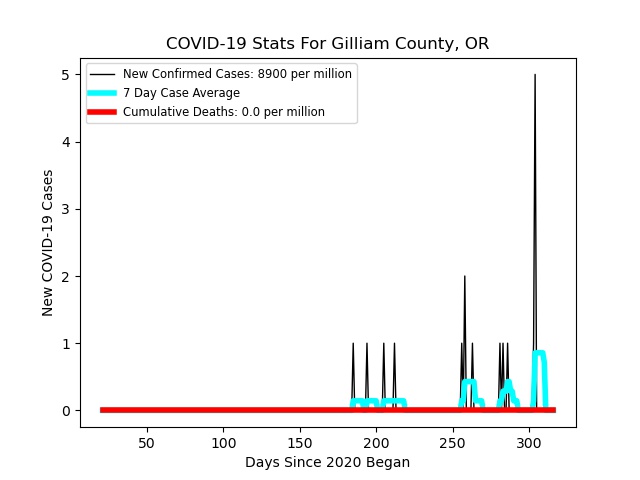 COVID-19 Stats For Gilliam County, OR
New Confirmed Cases: 8900 per million
7 Day Case Average
Cumulative Deaths: 0.0 per million
New COVID-19 Cases
5
4
3
2
1
0
50 100 150 200 250 300
Days Since 2020 Began